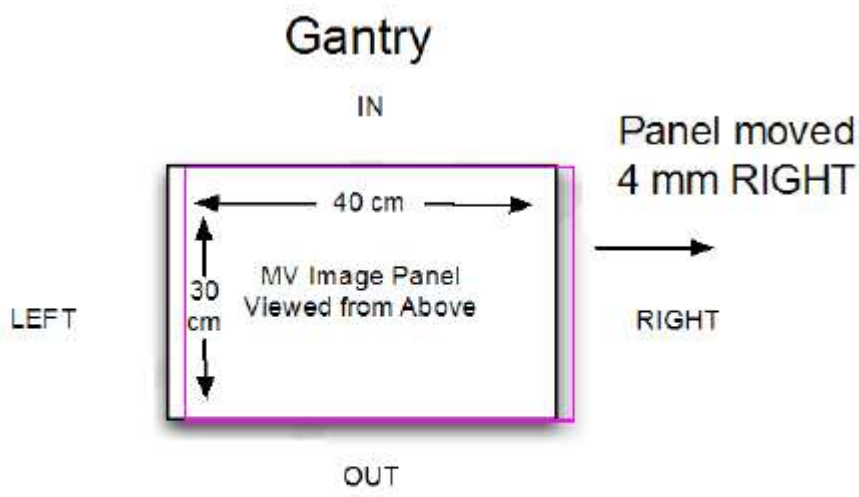 Gantry
IN
Panel moved
4 mm RIGHT
40 cm
MV Image Panel
Viewed from Above
30
cm
LEFT
RIGHT
OUT